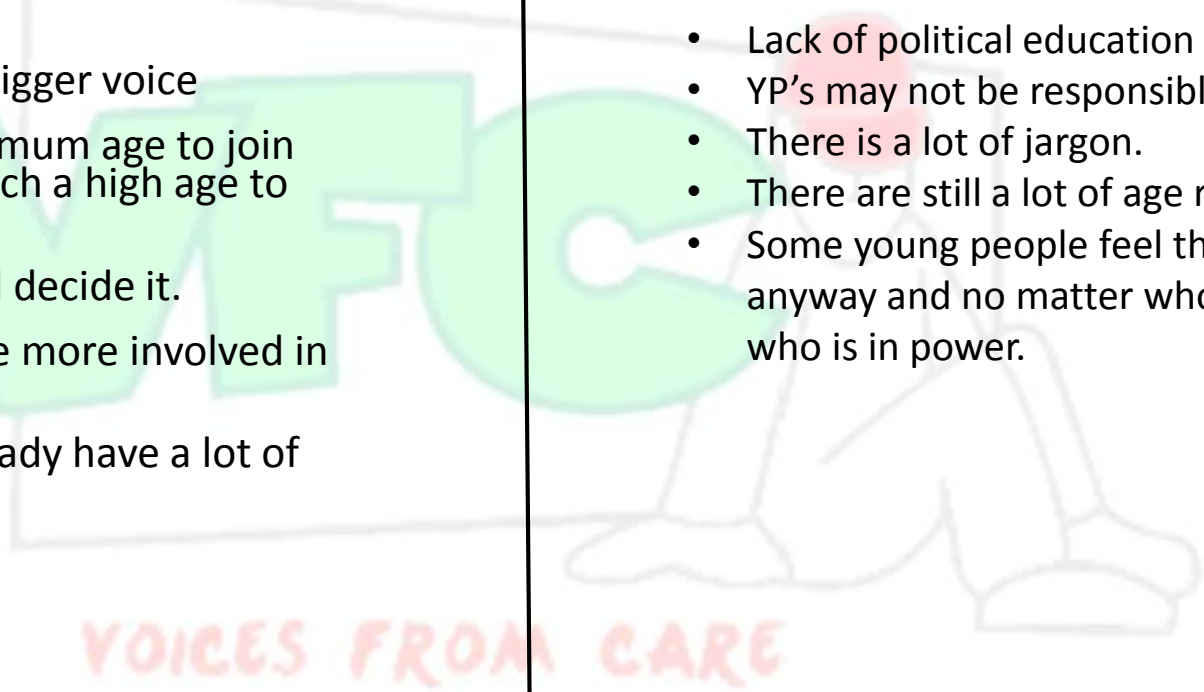 igger voice
mum age to join
ch a high age to
decide it.
e more involved in
ady have a lot of
• Lack of political education
• YP's may not be responsibl
• There is a lot of jargon.
• There are still a lot of age r
• Some young people feel th
anyway and no matter who
who is in power.
VFC
VOICES FROM CARE